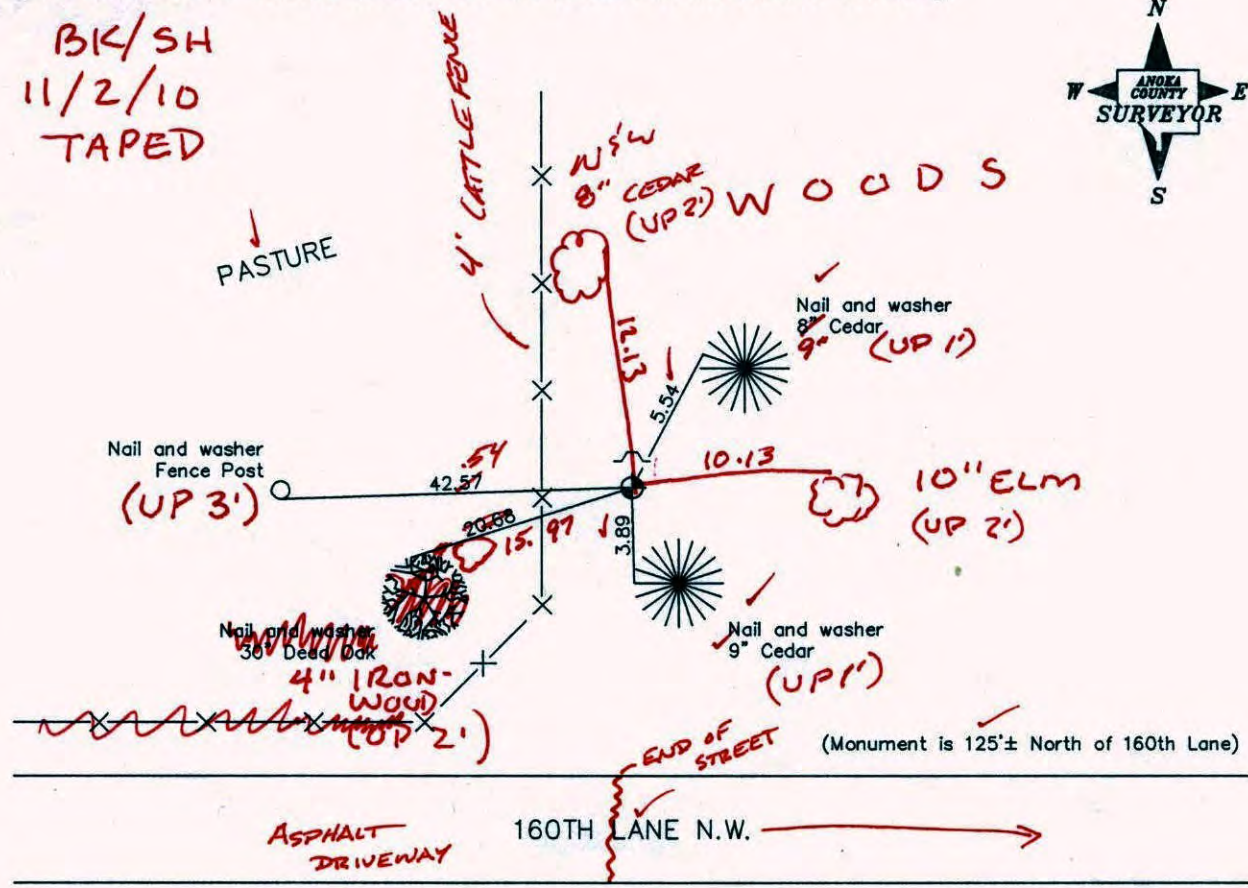 BK/SH
11/2/10
TAPED
N
W
ANOKA
COUNTY
E
SURVEYOR
S
4' CATTLE FENCE
N&W
8" CEDAR
(UP 2')
WOODS
PASTURE
Nail and washer
8" Cedar
9"
(UP 1')
12.13
5.54
Nail and washer
Fence Post
(UP 3')
.54
42.57
10.13
10" ELM
(UP 2')
20.68
15.97
3.89
Nail and washer
30" Dead Oak
4" IRON-
WOOD
(UP 2')
Nail and washer
9" Cedar
(UP 1')
END OF
STREET
(Monument is 125'± North of 160th Lane)
ASPHALT
DRIVEWAY
160TH LANE N.W.